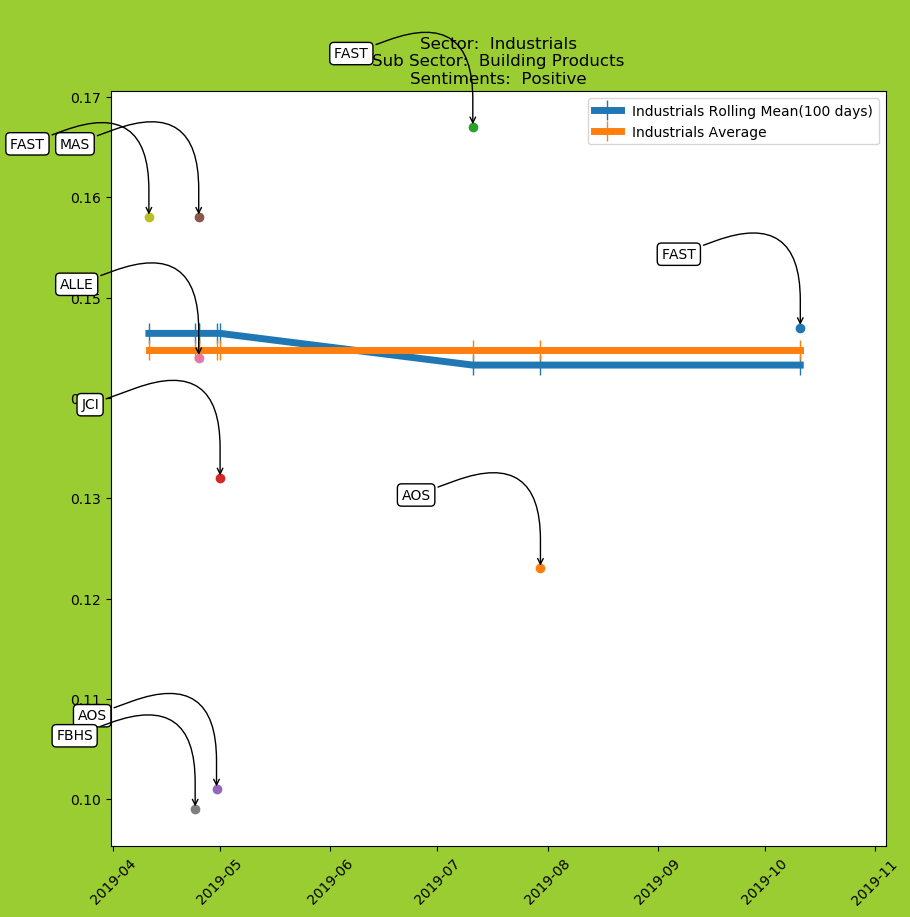 Sector:  Industrials
FAST
Sub Sector:  Building Products
Sentiments:  Positive
0.17
Industrials Rolling Mean(100 days)
Industrials Average
FAST
MAS
0.16
FAST
ALLE
0.15
JCI
0.13
AOS
0.12
0.11
AOS
FBHS
0.10
2019-04
2019-05
2019-06
2019-07
2019-08
2019-09
2019-10
2019-11